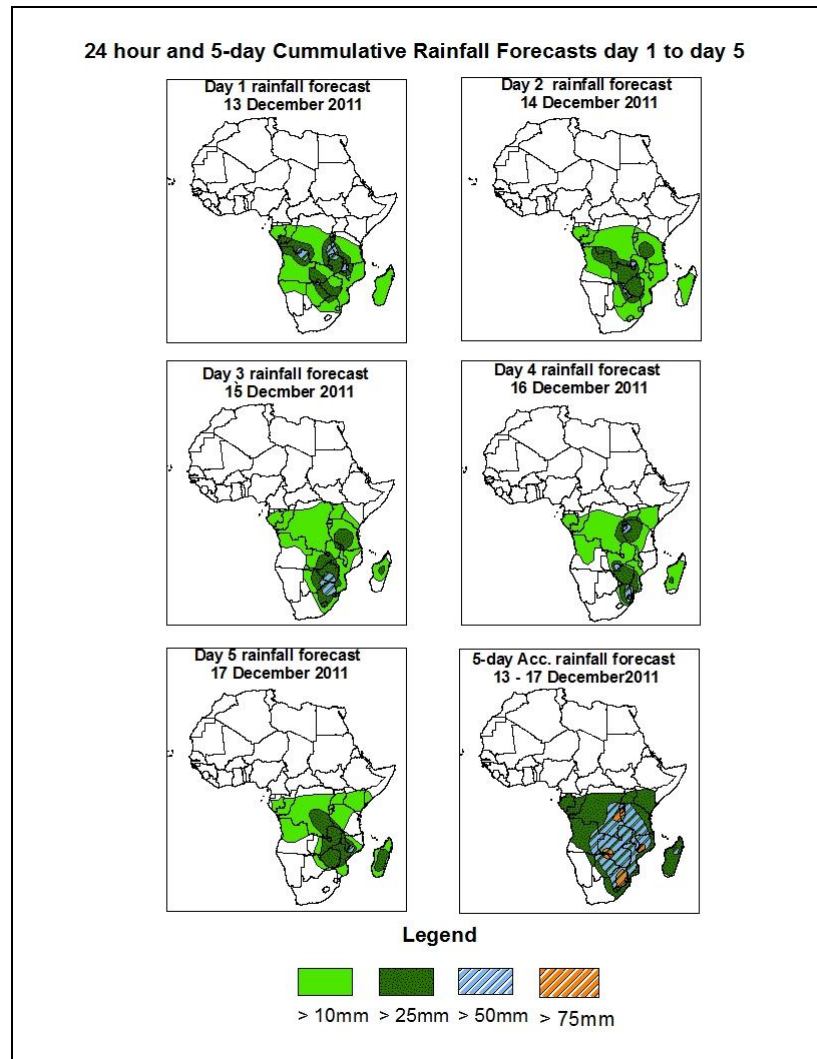 24 hour and 5-day Cummulative Rainfall Forecasts day 1 to day 5
Day 1 rainfall forecast
13 December 2011
Day 2 rainfall forecast
14 December 2011
Day 3 rainfall forecast
15 Decmber 2011
Day 4 rainfall forecast
16 December 2011
Day 5 rainfall forecast
17 December 2011
5-day Acc. rainfall forecast
13 - 17 December2011
Legend
> 10mm > 25mm > 50mm > 75mm